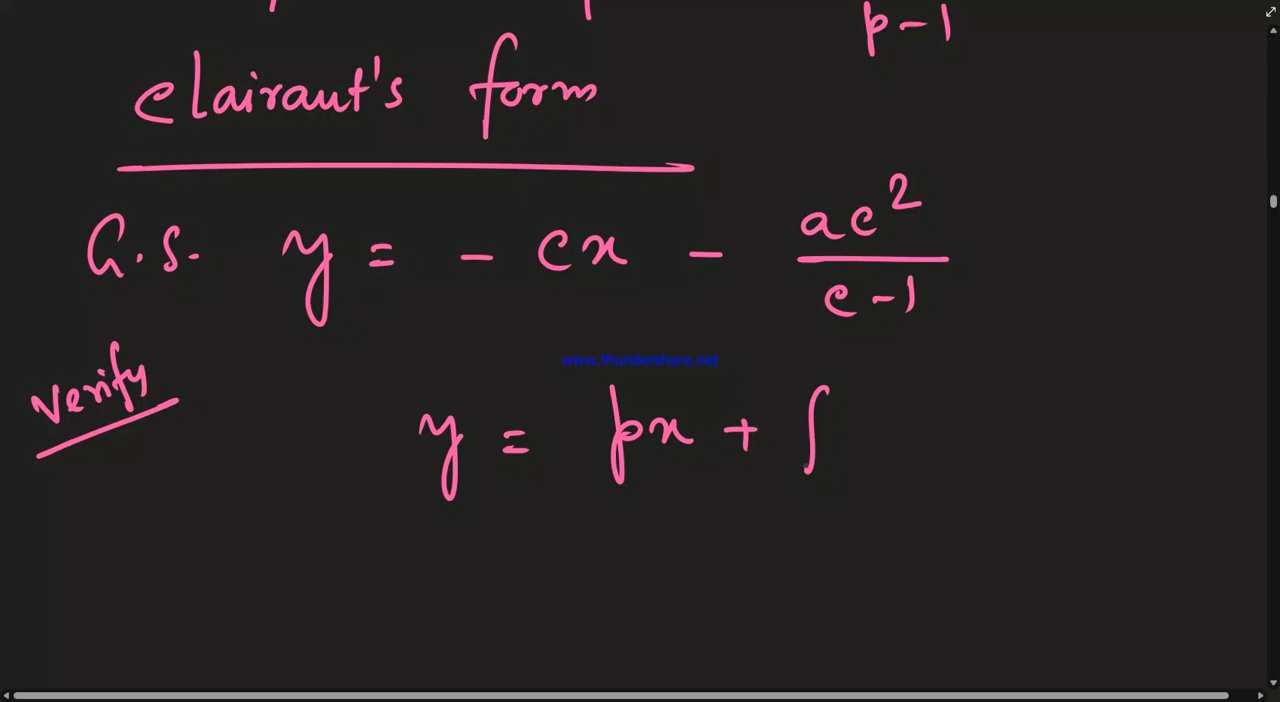 p - 1
clairaut's form
G.S. y = - cx - ac² / c - 1
www.thundershare.net
Verify
y = px + f